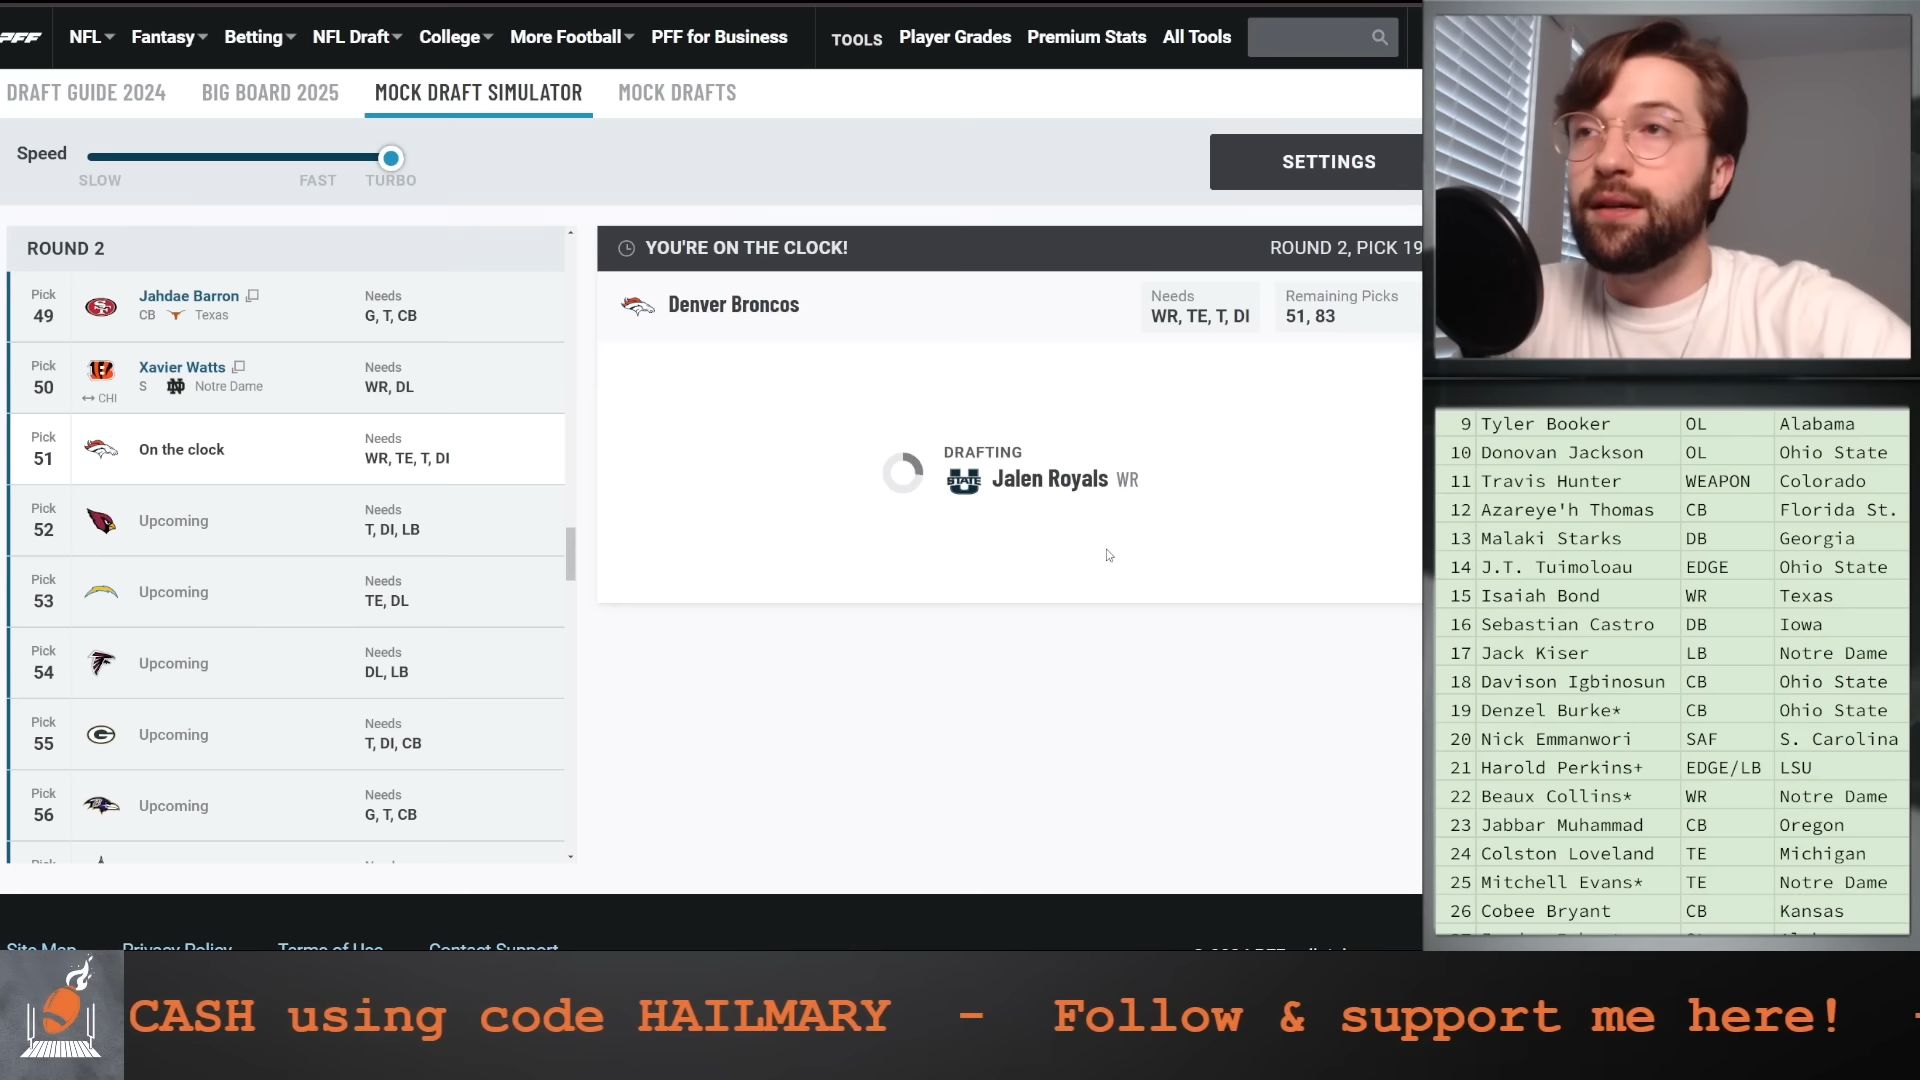 PFF NFL Fantasy Betting NFL Draft College More Football PFF for Business TOOLS Player Grades Premium Stats All Tools
DRAFT GUIDE 2024 BIG BOARD 2025 MOCK DRAFT SIMULATOR MOCK DRAFTS
Speed
SLOW FAST TURBO
SETTINGS
ROUND 2
Pick 49 Jahdae Barron Needs
CB Texas G, T, CB
Pick 50 Xavier Watts Needs
S Notre Dame WR, DL
↔ CHI
Pick 51 On the clock Needs
WR, TE, T, DI
Pick 52 Upcoming Needs
T, DI, LB
Pick 53 Upcoming Needs
TE, DL
Pick 54 Upcoming Needs
DL, LB
Pick 55 Upcoming Needs
T, DI, CB
Pick 56 Upcoming Needs
G, T, CB
YOU'RE ON THE CLOCK! ROUND 2, PICK 19
Denver Broncos
Needs
WR, TE, T, DI
Remaining Picks
51, 83
DRAFTING
STATE
Jalen Royals WR
9 Tyler Booker OL Alabama
10 Donovan Jackson OL Ohio State
11 Travis Hunter WEAPON Colorado
12 Azareye'h Thomas CB Florida St.
13 Malaki Starks DB Georgia
14 J.T. Tuimoloau EDGE Ohio State
15 Isaiah Bond WR Texas
16 Sebastian Castro DB Iowa
17 Jack Kiser LB Notre Dame
18 Davison Igbinosun CB Ohio State
19 Denzel Burke* CB Ohio State
20 Nick Emmanwori SAF S. Carolina
21 Harold Perkins+ EDGE/LB LSU
22 Beaux Collins* WR Notre Dame
23 Jabbar Muhammad CB Oregon
24 Colston Loveland TE Michigan
25 Mitchell Evans* TE Notre Dame
26 Cobee Bryant CB Kansas
Site Map Privacy Policy Terms of Use Contact Support
CASH using code HAILMARY - Follow & support me here! -